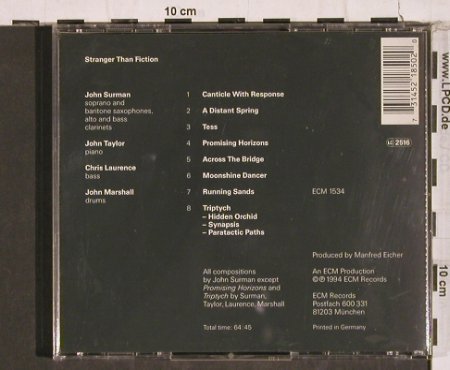 10 cm
Stranger Than Fiction
John Surman
soprano and
baritone saxophones,
alto and bass
clarinets
John Taylor
piano
Chris Laurence
bass
John Marshall
drums
1 Canticle With Response
2 A Distant Spring
3 Tess
4 Promising Horizons
5 Across The Bridge
6 Moonshine Dancer
7 Running Sands
8 Triptych
– Hidden Orchid
– Synapsis
– Paratactic Paths
ECM 1534
All compositions
by John Surman except
Promising Horizons and
Triptych by Surman,
Taylor, Laurence, Marshall
Total time: 64:45
Produced by Manfred Eicher
An ECM Production
©℗ 1994 ECM Records
ECM Records
Postfach 600 331
81203 München
Printed in Germany
7 31452 18502 0
LC 2516
www.LPCD.de
10 cm